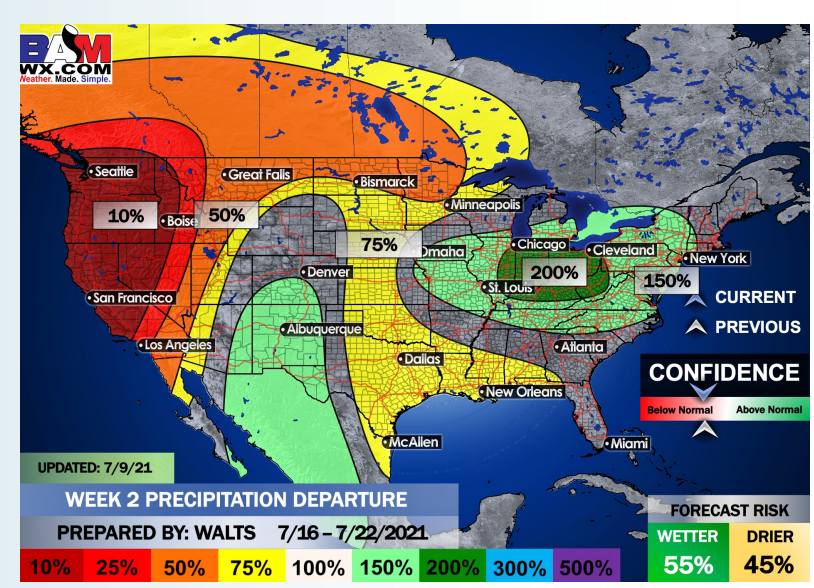 BAM
WX.COM
Weather. Made. Simple.
Seattle
Great Falls
Bismarck
10%
Boise
50%
Minneapolis
75%
Omaha
Chicago
Cleveland
New York
Denver
200%
150%
St. Louis
San Francisco
CURRENT
Albuquerque
PREVIOUS
Los Angeles
Atlanta
Dallas
CONFIDENCE
New Orleans
Below Normal Above Normal
McAllen
Miami
UPDATED: 7/9/21
WEEK 2 PRECIPITATION DEPARTURE
FORECAST RISK
PREPARED BY: WALTS 7/16 – 7/22/2021
WETTER DRIER
55% 45%
10% 25% 50% 75% 100% 150% 200% 300% 500%